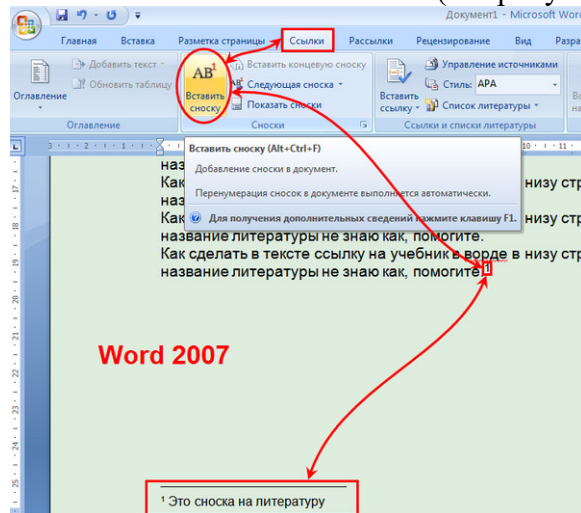 Документ1 - Microsoft Word
Главная Вставка Разметка страницы Ссылки Рассылки Рецензирование Вид Разра
Оглавление
Добавить текст
Обновить таблицу
Оглавление
AB¹
Вставить сноску
Вставить концевую сноску
Следующая сноска
Показать сноски
Сноски
Вставить ссылку
Управление источниками
Стиль: APA
Список литературы
Ссылки и списки литературы
Вставить сноску (Alt+Ctrl+F)
Добавление сноски в документ.
Перенумерация сносок в документе выполняется автоматически.
Для получения дополнительных сведений нажмите клавишу F1.
наз
Как низу стр
наз
Как низу стр
название литературы не знаю как, помогите.
Как сделать в тексте ссылку на учебник в ворде в низу стр
название литературы не знаю как, помогите.1
Word 2007
¹ Это сноска на литературу